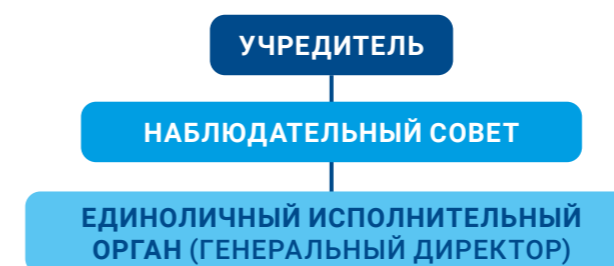 УЧРЕДИТЕЛЬ
НАБЛЮДАТЕЛЬНЫЙ СОВЕТ
ЕДИНОЛИЧНЫЙ ИСПОЛНИТЕЛЬНЫЙ
ОРГАН (ГЕНЕРАЛЬНЫЙ ДИРЕКТОР)